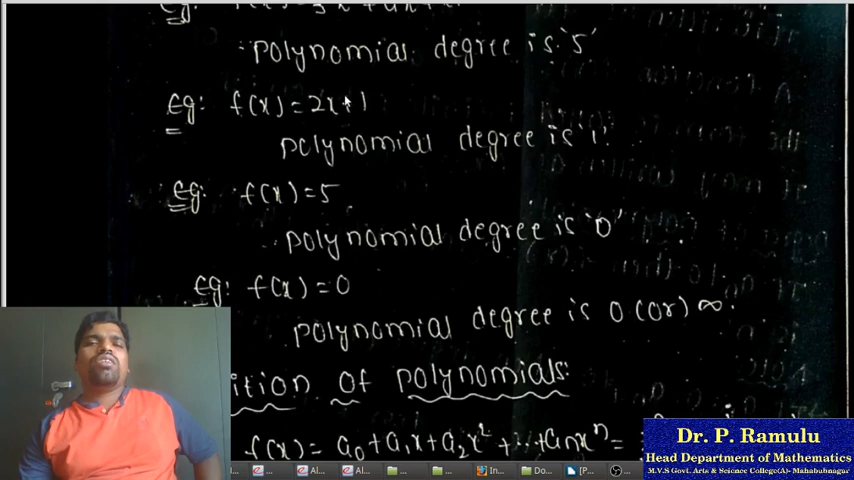 Polynomial degree is '5'
Eg: f(x) = 2x+1
polynomial degree is '1'.
Eg: f(x) = 5
polynomial degree is '0'
Eg: f(x) = 0
polynomial degree is 0 (or) ∞.
ition of polynomials:
f(x) = a₀+a₁x+a₂x²+...+aₙxⁿ =
Dr. P. Ramulu
Head Department of Mathematics
M.V.S Govt. Arts & Science College(A)- Mahabubnagar